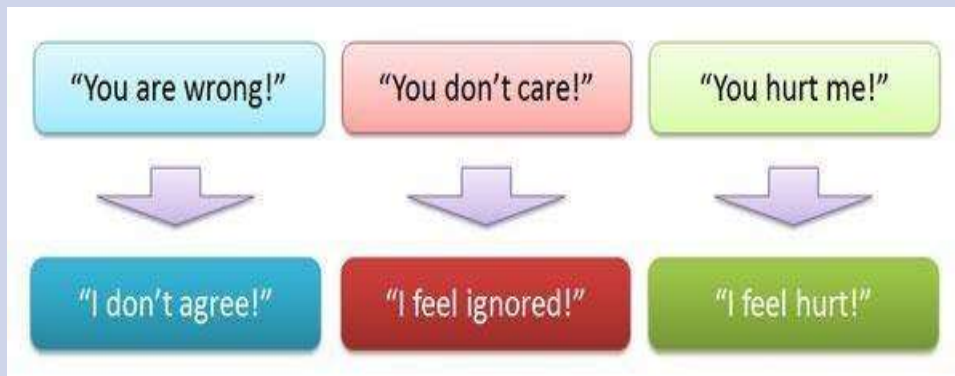 “You are wrong!”
“You don’t care!”
“You hurt me!”
“I don’t agree!”
“I feel ignored!”
“I feel hurt!”